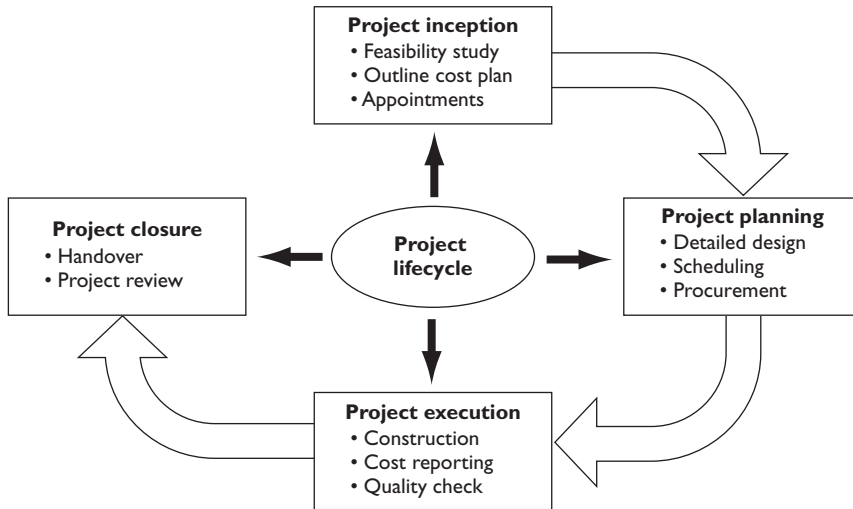 Project inception
• Feasibility study
• Outline cost plan
• Appointments
Project closure
• Handover
• Project review
Project
lifecycle
Project planning
• Detailed design
• Scheduling
• Procurement
Project execution
• Construction
• Cost reporting
• Quality check